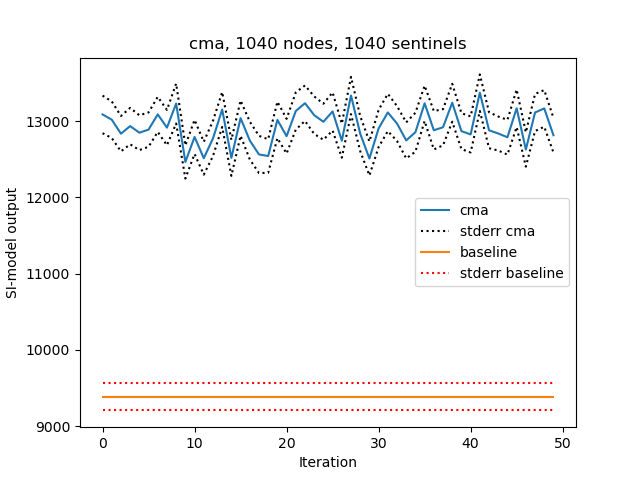 cma, 1040 nodes, 1040 sentinels
SI-model output
13000
12000
11000
10000
9000
cma
stderr cma
baseline
stderr baseline
0 10 20 30 40 50
Iteration